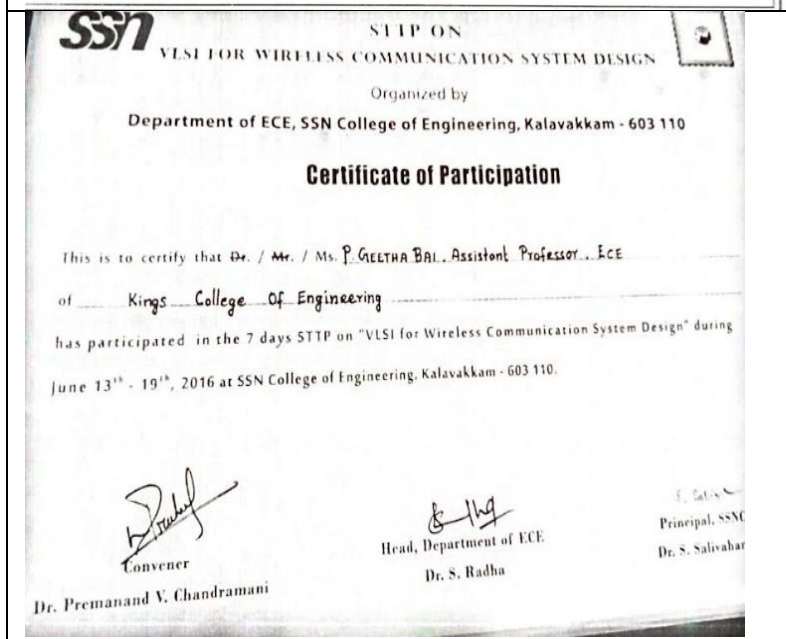 SSN
STTP ON
VLSI FOR WIRELESS COMMUNICATION SYSTEM DESIGN
Organized by
Department of ECE, SSN College of Engineering, Kalavakkam - 603 110
Certificate of Participation
This is to certify that Dr. / Mr. / Ms. P. GEETHA BAI. Assistant Professor. ECE
of Kings College Of Engineering
has participated in the 7 days STTP on "VLSI for Wireless Communication System Design" during
June 13th - 19th, 2016 at SSN College of Engineering, Kalavakkam - 603 110.
Convener
Dr. Premanand V. Chandramani
Head, Department of ECE
Dr. S. Radha
Principal, SSNC
Dr. S. Salivahan